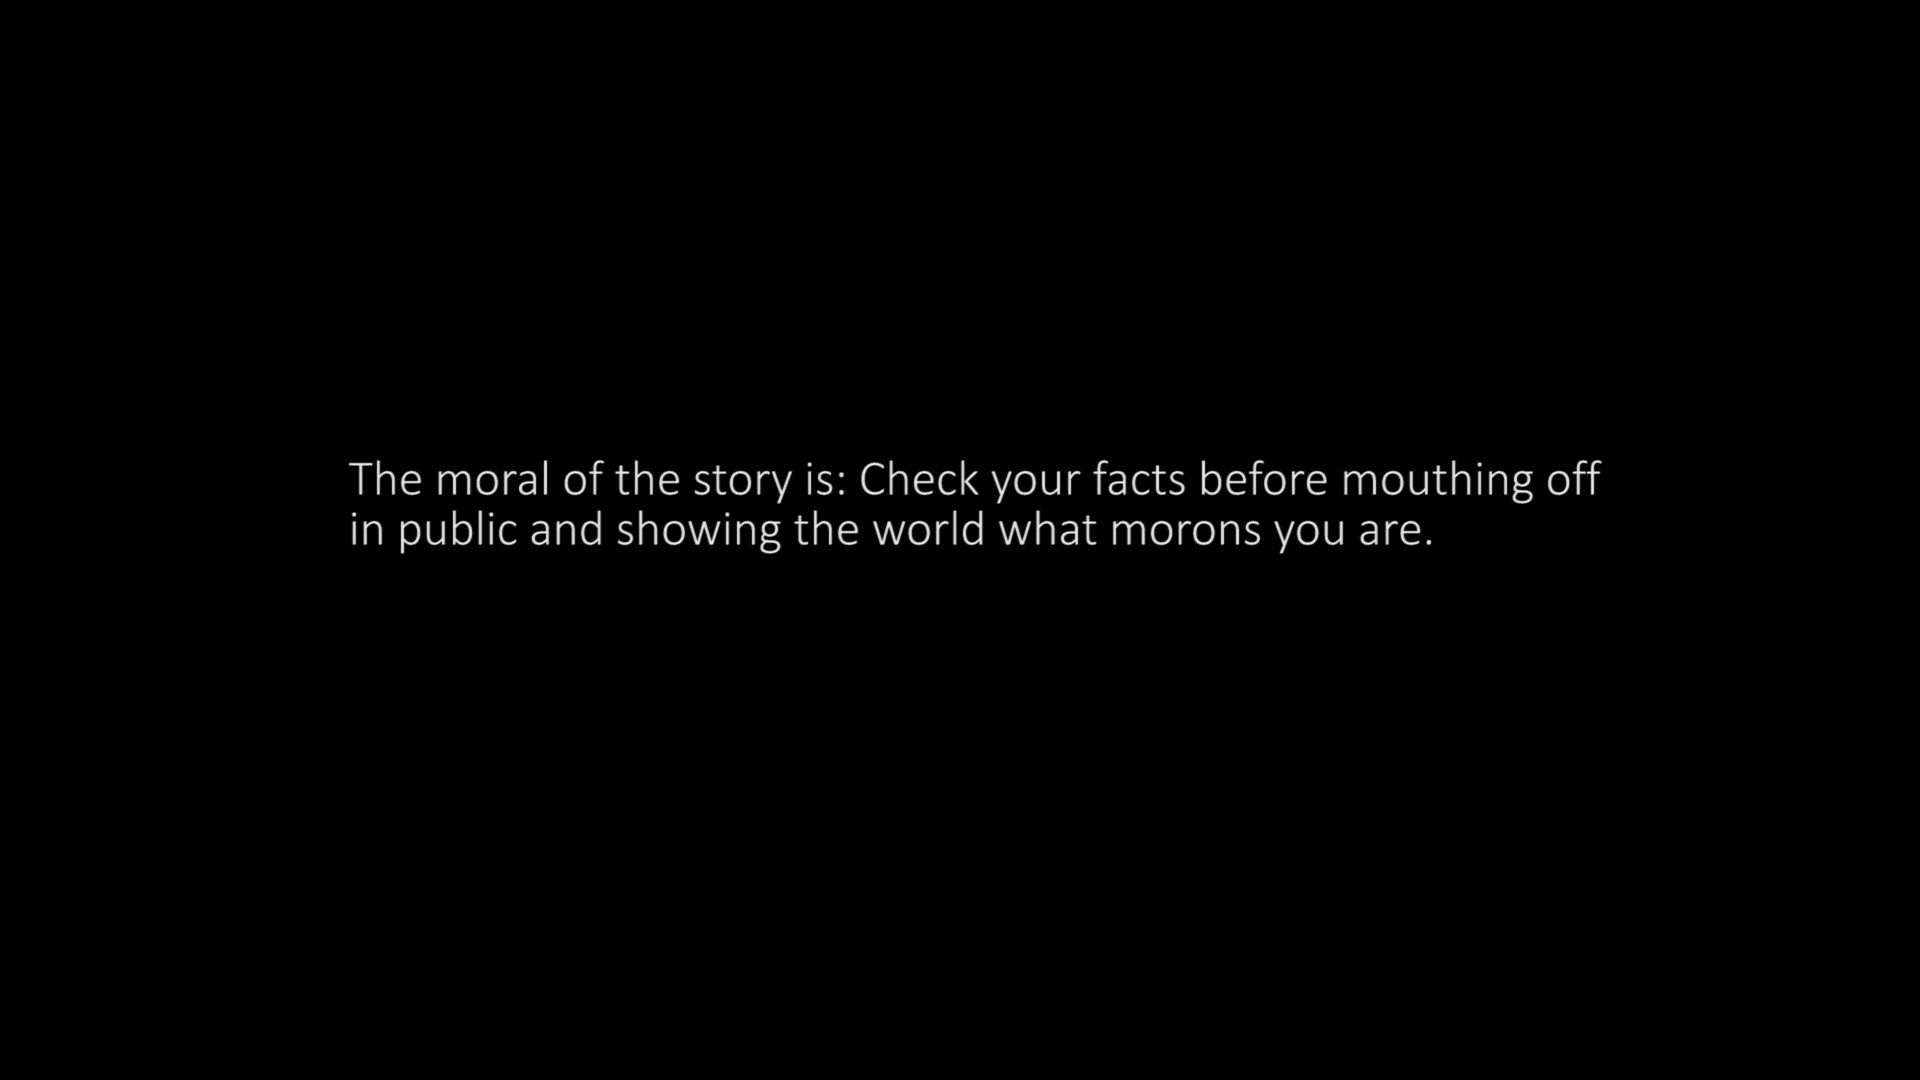 The moral of the story is: Check your facts before mouthing off
in public and showing the world what morons you are.